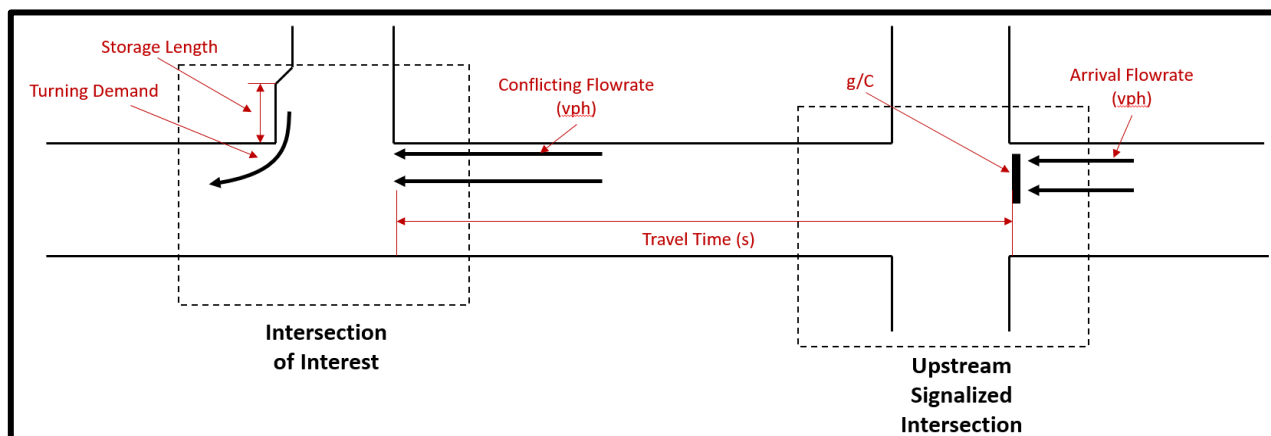 Storage Length
Turning Demand
Conflicting Flowrate
(vph)
g/C
Arrival Flowrate
(vph)
Travel Time (s)
Intersection
of Interest
Upstream
Signalized
Intersection